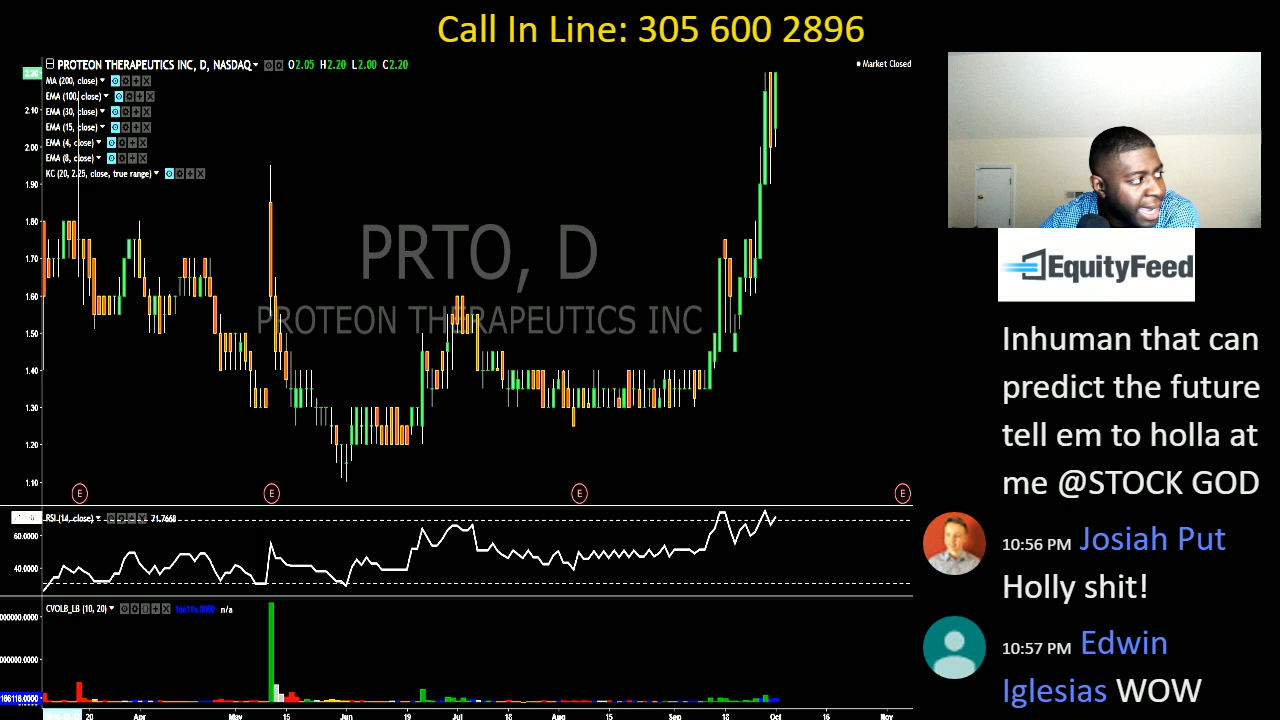 Call In Line: 305 600 2896
PROTEON THERAPEUTICS INC, D, NASDAQ O2.05 H2.20 L2.00 C2.20
Market Closed
MA (200, close)
EMA (100, close)
EMA (30, close)
EMA (15, close)
EMA (4, close)
EMA (8, close)
KC (20, 2.25, close, true range)
2.20
2.10
2.00
1.90
1.80
1.70
1.60
1.50
1.40
1.30
1.20
1.10
PRTO, D
PROTEON THERAPEUTICS INC
E E E E
RSI (14, close) 71.7668
60.0000
40.0000
CVOLB_LB (10, 20) n/a
20 Apr May 15 Jun 19 Jul 18 Aug 15 Sep 18 Oct 16 Nov
EquityFeed
Inhuman that can
predict the future
tell em to holla at
me @STOCK GOD
10:56 PM Josiah Put
Holly shit!
10:57 PM Edwin
Iglesias WOW